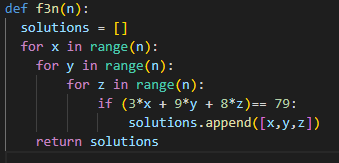 def f3n(n):
  solutions = []
  for x in range(n):
    for y in range(n):
        for z in range(n):
            if (3*x + 9*y + 8*z)== 79:
                solutions.append([x,y,z])
    return solutions